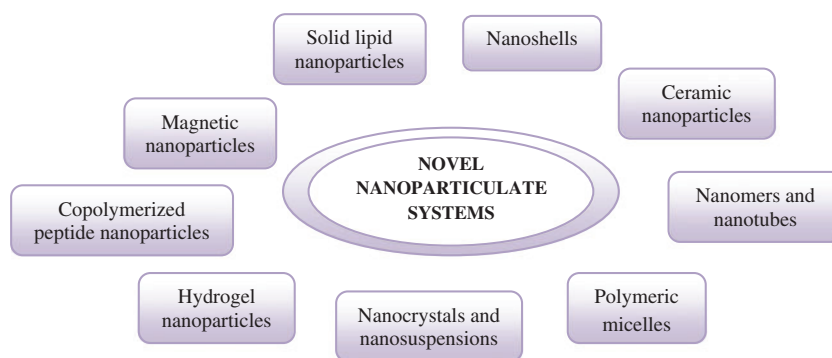 Solid lipid
nanoparticles
Nanoshells
Ceramic
nanoparticles
Magnetic
nanoparticles
NOVEL
NANOPARTICULATE
SYSTEMS
Nanomers and
nanotubes
Copolymerized
peptide nanoparticles
Hydrogel
nanoparticles
Nanocrystals and
nanosuspensions
Polymeric
micelles